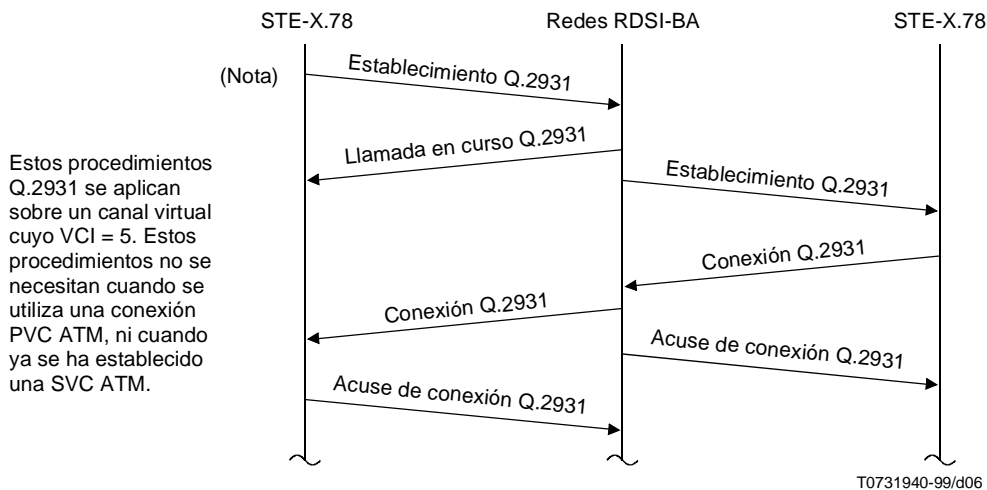 STE-X.78
Redes RDSI-BA
STE-X.78
(Nota)
Establecimiento Q.2931
Llamada en curso Q.2931
Establecimiento Q.2931
Estos procedimientos
Q.2931 se aplican
sobre un canal virtual
cuyo VCI = 5. Estos
procedimientos no se
necesitan cuando se
utiliza una conexión
PVC ATM, ni cuando
ya se ha establecido
una SVC ATM.
Conexión Q.2931
Conexión Q.2931
Acuse de conexión Q.2931
Acuse de conexión Q.2931
T0731940-99/d06